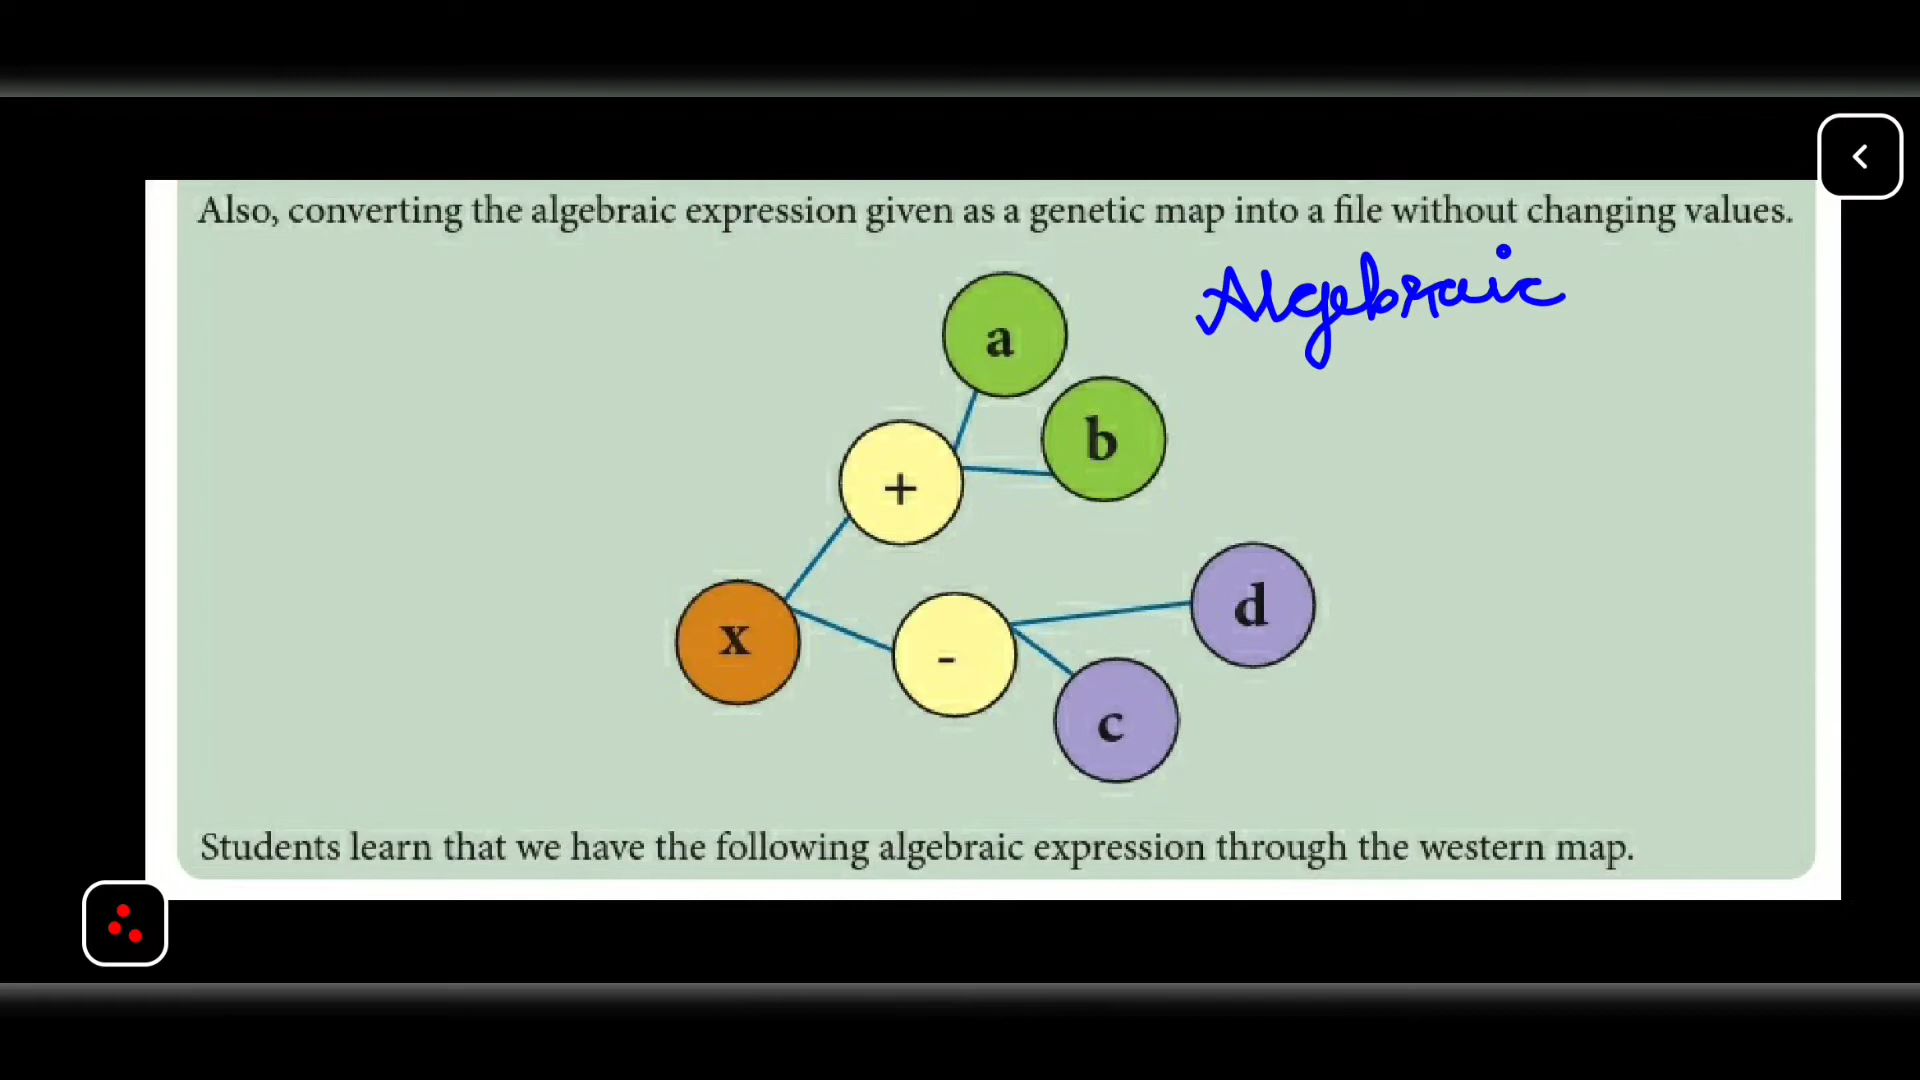 Also, converting the algebraic expression given as a genetic map into a file without changing values.
Algebraic
a
b
+
d
x
-
c
Students learn that we have the following algebraic expression through the western map.